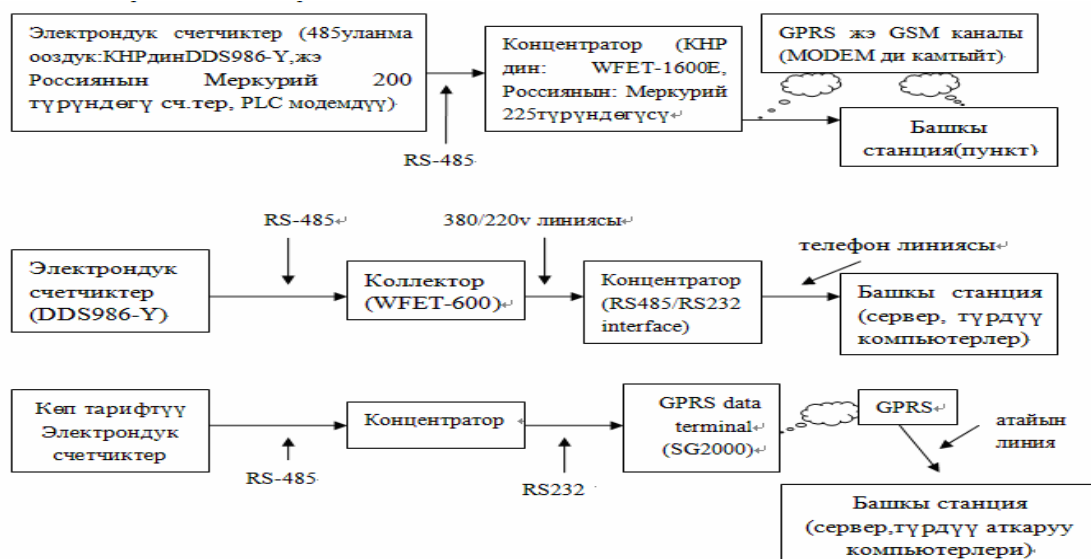 Электрондук счетчиктер (485уланма
ооздук:КНРдинDDS986-Y,жэ
Россиянын Меркурий 200
түрүндөгү сч.тер, PLC модемдүү)
Концентратор (КНР
дин: WFET-1600E,
Россиянын: Меркурий
225түрүндөгүсү
GPRS жэ GSM каналы
(MODEM ди камтыйт)
Башкы
станция(пункт)
RS-485
RS-485
380/220v линиясы
телефон линиясы
Электрондук
счетчиктер
(DDS986-Y)
Коллектор
(WFET-600)
Концентратор
(RS485/RS232
interface)
Башкы станция
(сервер, түрдүү
компьютерлер)
Көп тарифтүү
Электрондук
счетчиктер
Концентратор
GPRS data
terminal
(SG2000)
GPRS
атайын
линия
RS-485
RS232
Башкы станция
(сервер,түрдүү аткаруу
компьютерлери)